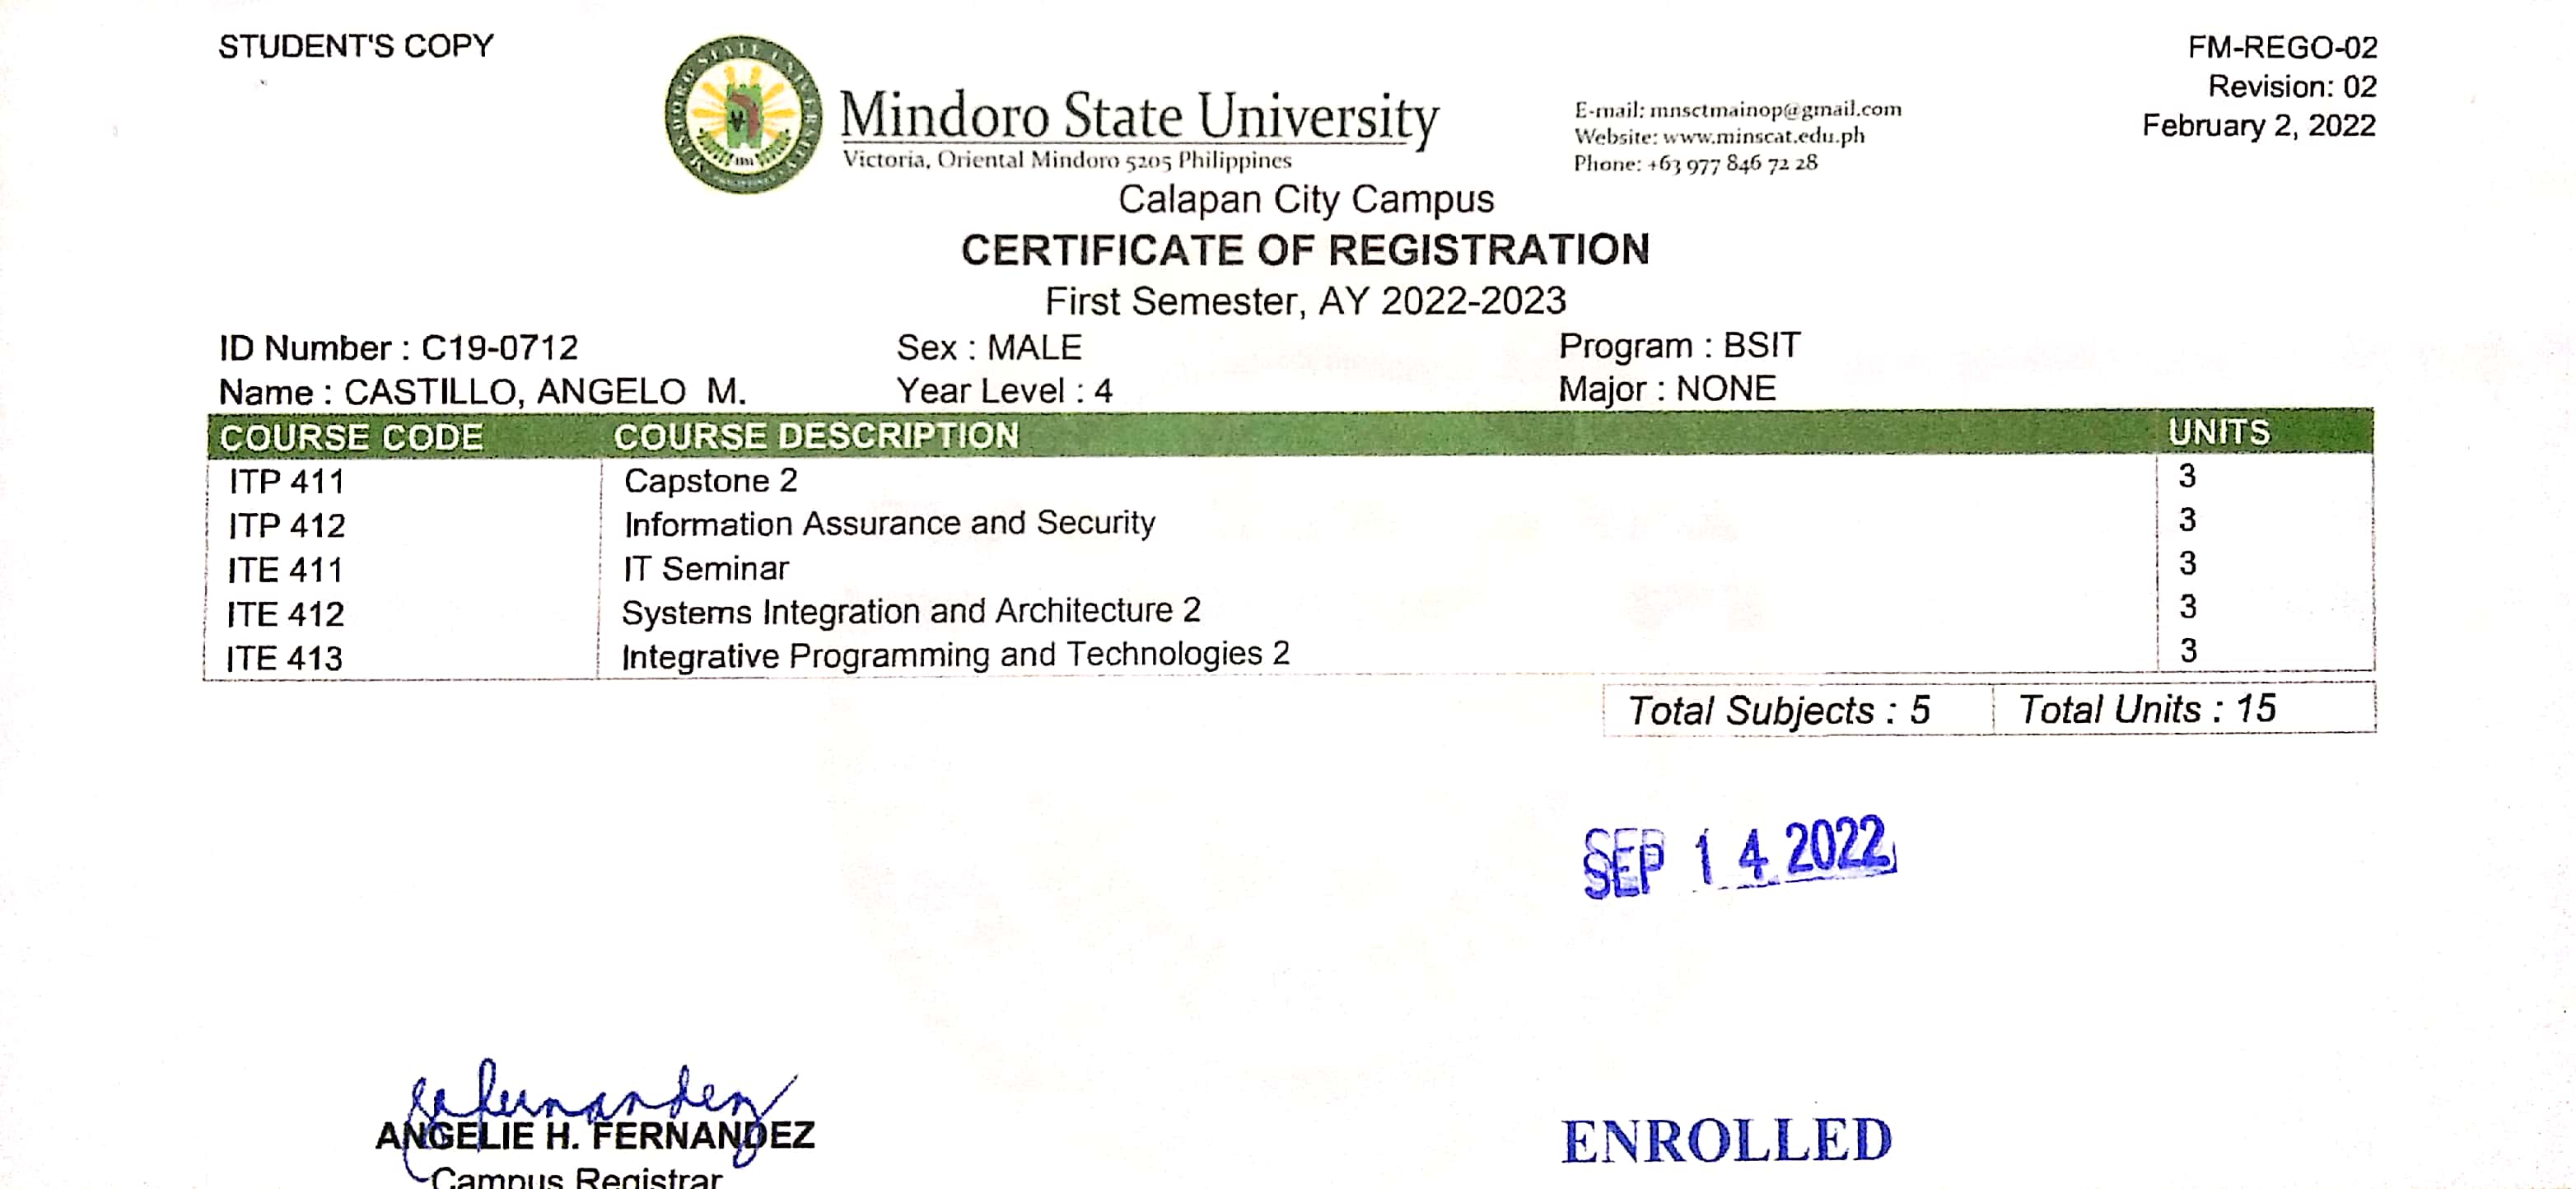 STUDENT'S COPY
FM-REGO-02
Revision: 02
February 2, 2022
MINDORO STATE UNIVERSITY
Mindoro State University
Victoria, Oriental Mindoro 5205 Philippines
E-mail: mnsctmainop@gmail.com
Website: www.minscat.edu.ph
Phone: +63 977 846 72 28
Calapan City Campus
CERTIFICATE OF REGISTRATION
First Semester, AY 2022-2023
ID Number : C19-0712 Sex : MALE Program : BSIT
Name : CASTILLO, ANGELO M. Year Level : 4 Major : NONE
COURSE CODE COURSE DESCRIPTION UNITS
ITP 411 Capstone 2 3
ITP 412 Information Assurance and Security 3
ITE 411 IT Seminar 3
ITE 412 Systems Integration and Architecture 2 3
ITE 413 Integrative Programming and Technologies 2 3
Total Subjects : 5 Total Units : 15
SEP 14 2022
ANGELIE H. FERNANDEZ
Campus Registrar
ENROLLED